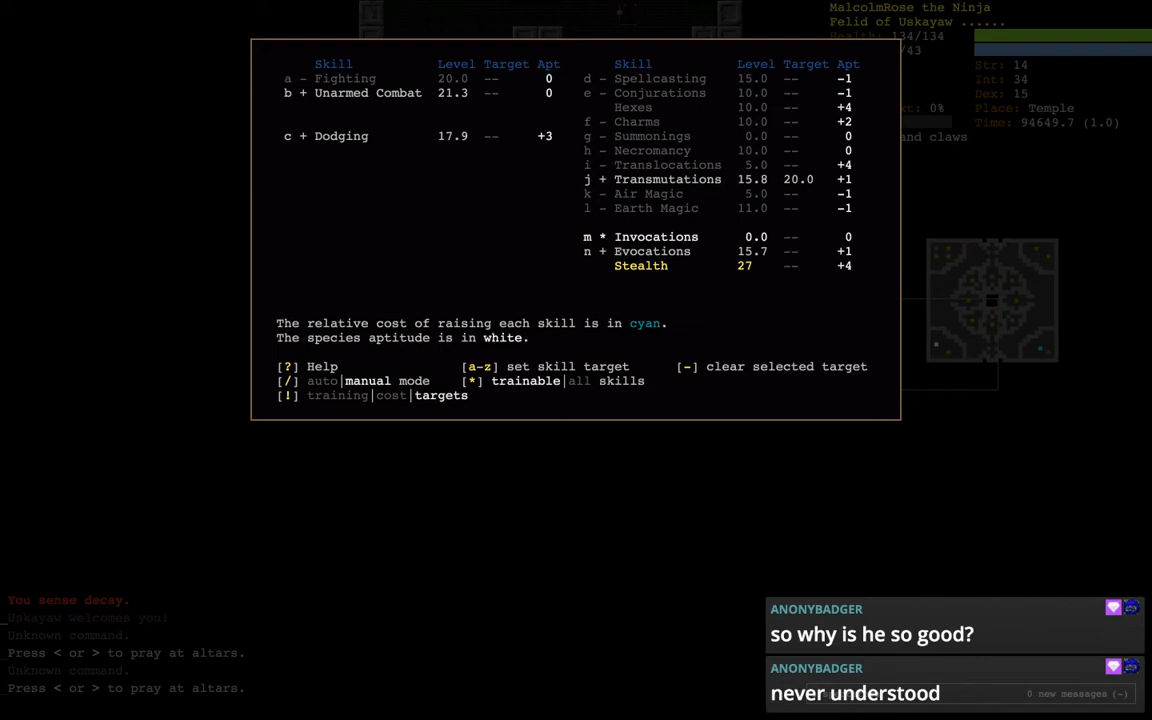 MalcolmRose the Ninja
Felid of Uskayaw ......
Health: 134/134
/43
Str: 14
Int: 34
Dex: 15
xt: 0% Place: Temple
Time: 94649.7 (1.0)
and claws
Skill Level Target Apt Skill Level Target Apt
a - Fighting 20.0 -- 0 d - Spellcasting 15.0 -- -1
b + Unarmed Combat 21.3 -- 0 e - Conjurations 10.0 -- -1
Hexes 10.0 -- +4
f - Charms 10.0 -- +2
c + Dodging 17.9 -- +3 g - Summonings 0.0 -- 0
h - Necromancy 10.0 -- 0
i - Translocations 5.0 -- +4
j + Transmutations 15.8 20.0 +1
k - Air Magic 5.0 -- -1
l - Earth Magic 11.0 -- -1
m * Invocations 0.0 -- 0
n + Evocations 15.7 -- +1
Stealth 27 -- +4
The relative cost of raising each skill is in cyan.
The species aptitude is in white.
[?] Help [a-z] set skill target [-] clear selected target
[/] auto|manual mode [*] trainable|all skills
[!] training|cost|targets
You sense decay.
_Uskayaw welcomes you!
Unknown command.
Press < or > to pray at altars.
Unknown command.
Press < or > to pray at altars.
ANONYBADGER
so why is he so good?
ANONYBADGER
never understood
0 new messages (-)